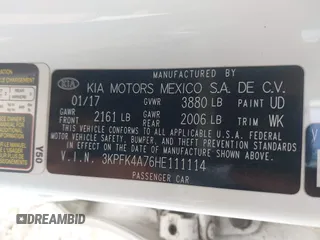 MANUFACTURED BY
KIA
KIA MOTORS MEXICO S.A. DE C.V.
01/17 GVWR 3880 LB PAINT UD
GAWR FRONT 2161 LB GAWR REAR 2006 LB TRIM WK
THIS VEHICLE CONFORMS TO ALL APPLICABLE U.S.A. FEDERAL
MOTOR VEHICLE SAFETY, BUMPER, AND THEFT PREVENTION
STANDARDS IN EFFECT ON THE DATE OF MANUFACTURE
SHOWN ABOVE.
V.I.N. 3KPFK4A76HE111114
PASSENGER CAR
Y50
DREAMBID